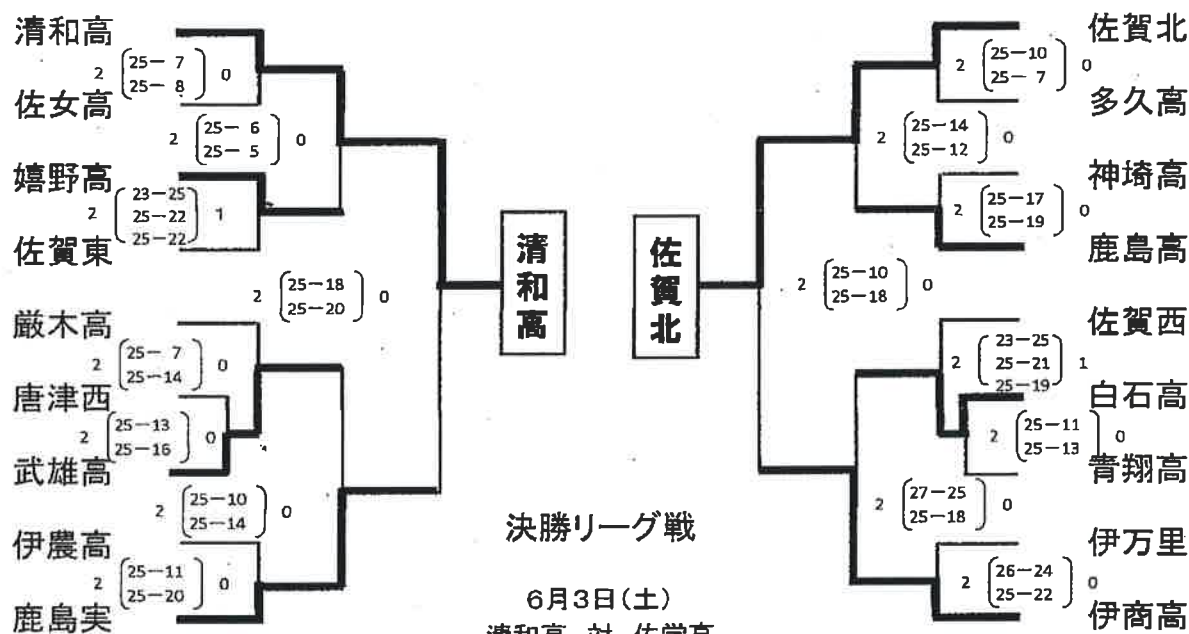 清和高
2 25－7 0
25－8
佐女高
2 25－6 0
25－5
嬉野高
2 23－25 1
25－22
25－22
佐賀東
2 25－18 0
25－20
厳木高
2 25－7 0
25－14
唐津西
2 25－13 0
25－16
武雄高
2 25－10 0
25－14
伊農高
2 25－11 0
25－20
鹿島実
清和高
佐賀北
決勝リーグ戦
6月3日(土)
清和高 対 佐学高
佐賀北
2 25－10 0
25－7
多久高
2 25－14 0
25－12
神埼高
2 25－17 0
25－19
鹿島高
2 25－10 0
25－18
佐賀西
2 23－25 1
25－21
25－19
白石高
2 25－11 0
25－13
青翔高
2 27－25 0
25－18
伊万里
2 26－24 0
25－22
伊商高